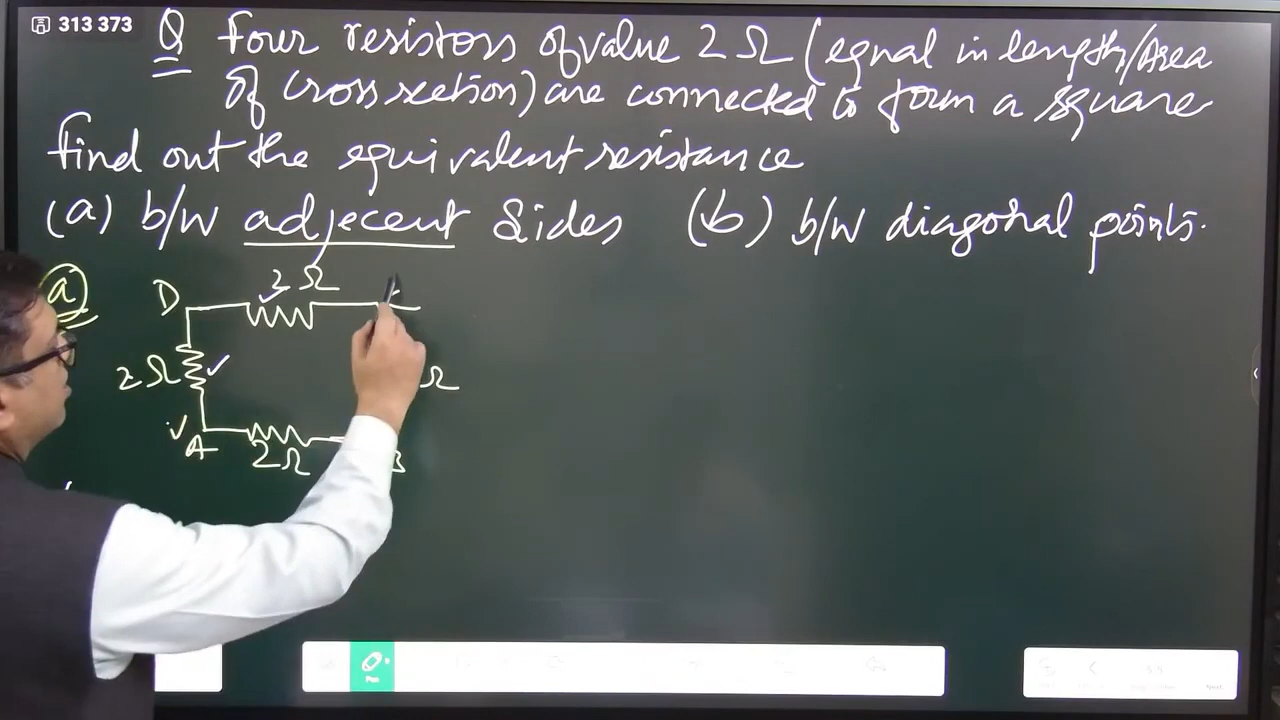 313 373
Q Four resistors of value 2 Ω (equal in length/Area
Of cross section) are connected to form a square
find out the equivalent resistance
(a) b/w adjecent Sides (b) b/w diagonal points.
(a) D 2 Ω
2 Ω Ω
A 2 Ω B
Pen